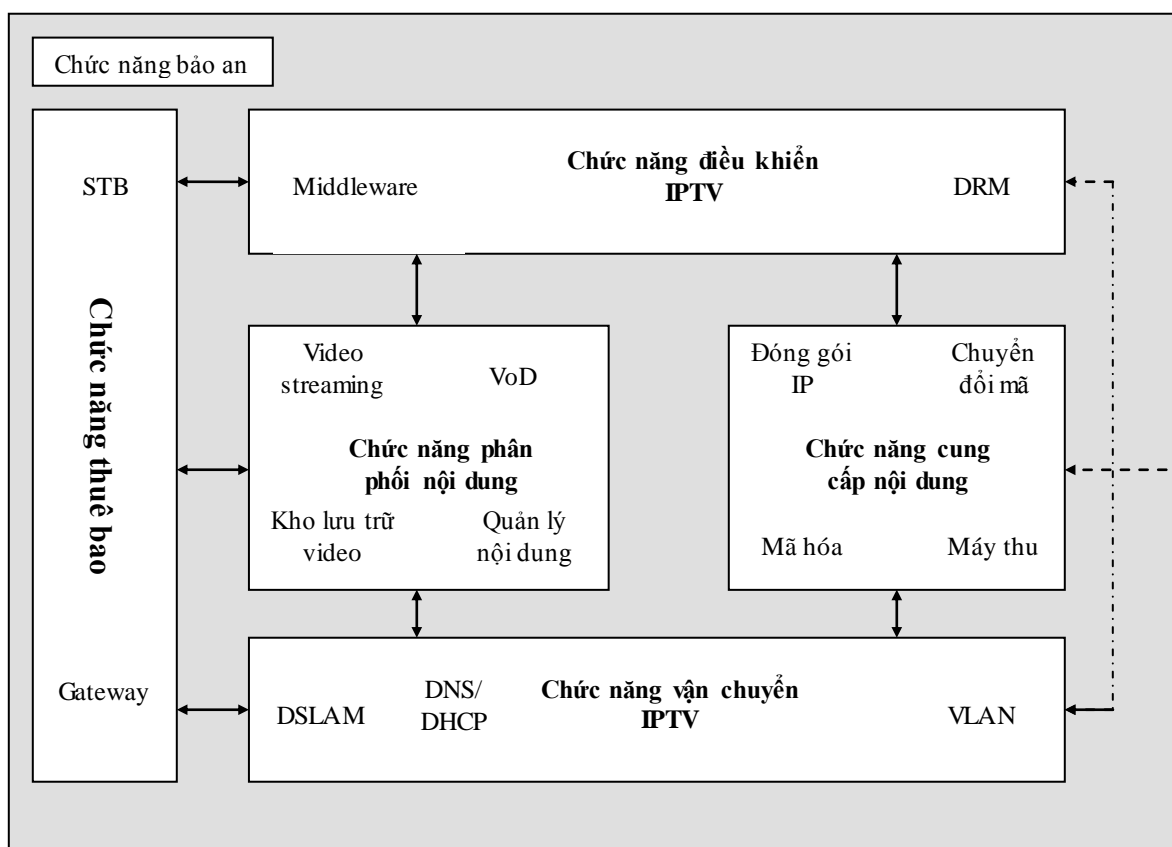 Chức năng bảo an
STB
Chức năng thuê bao
Gateway
Chức năng điều khiển
IPTV
Middleware
DRM
Video
streaming
VoD
Chức năng phân
phối nội dung
Kho lưu trữ
video
Quản lý
nội dung
Đóng gói
IP
Chuyển
đổi mã
Chức năng cung
cấp nội dung
Mã hóa
Máy thu
DSLAM
DNS/
DHCP
Chức năng vận chuyển
IPTV
VLAN